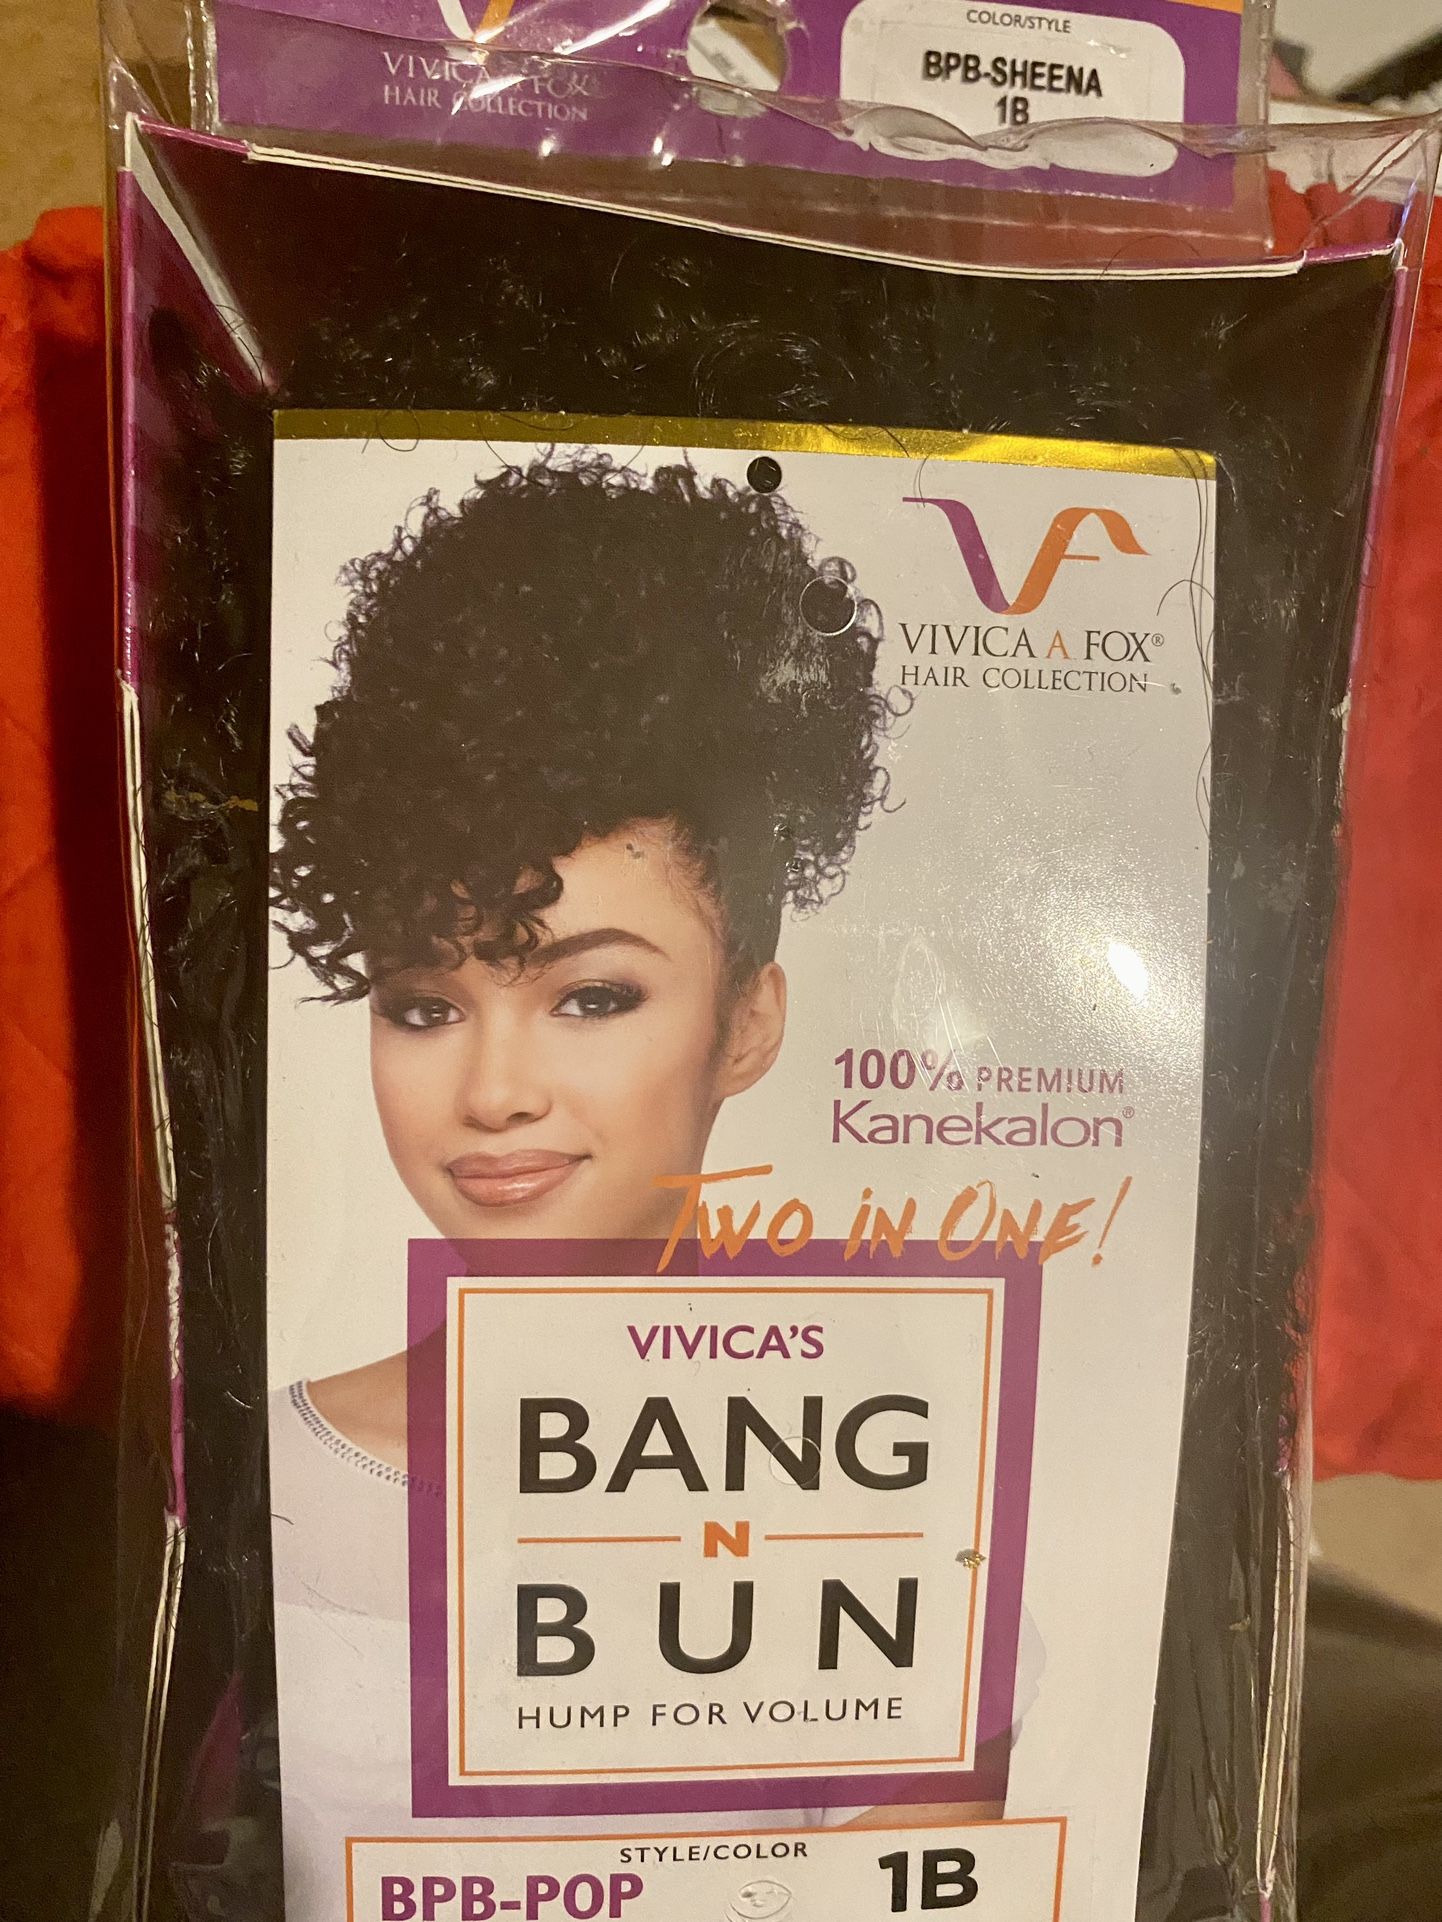 VIVICA A FOX
HAIR COLLECTION
COLOR/STYLE
BPB-SHEENA
1B
VIVICA A FOX®
HAIR COLLECTION
100% PREMIUM
Kanekalon®
TWO IN ONE!
VIVICA'S
BANG
N
BUN
HUMP FOR VOLUME
STYLE/COLOR
BPB-POP 1B